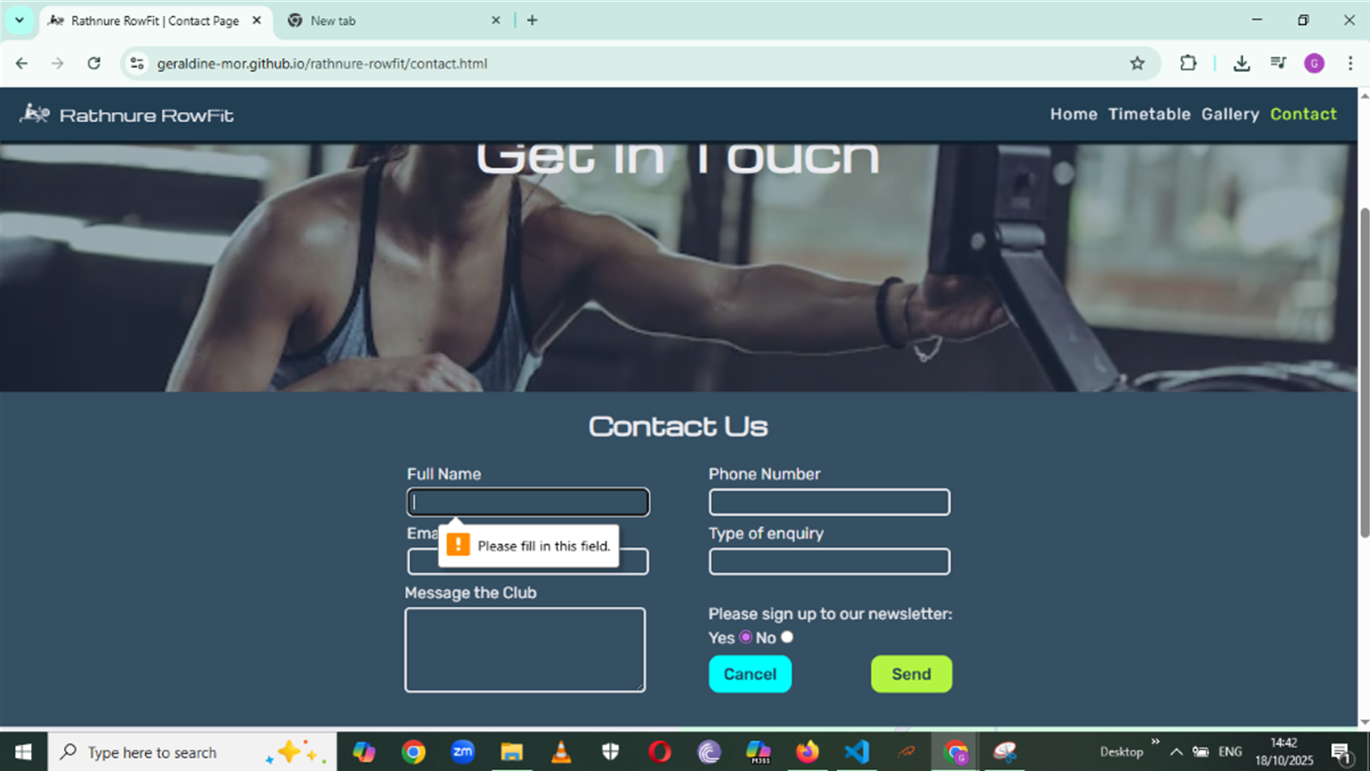 Rathnure RowFit | Contact Page
New tab
geraldine-mor.github.io/rathnure-rowfit/contact.html
G
Rathnure RowFit
Home Timetable Gallery Contact
Get In Touch
Contact Us
Full Name
Phone Number
Ema
Please fill in this field.
Type of enquiry
Message the Club
Please sign up to our newsletter:
Yes No
Cancel
Send
Type here to search
zm
M365
G
Desktop
ENG
14:42
18/10/2025
1